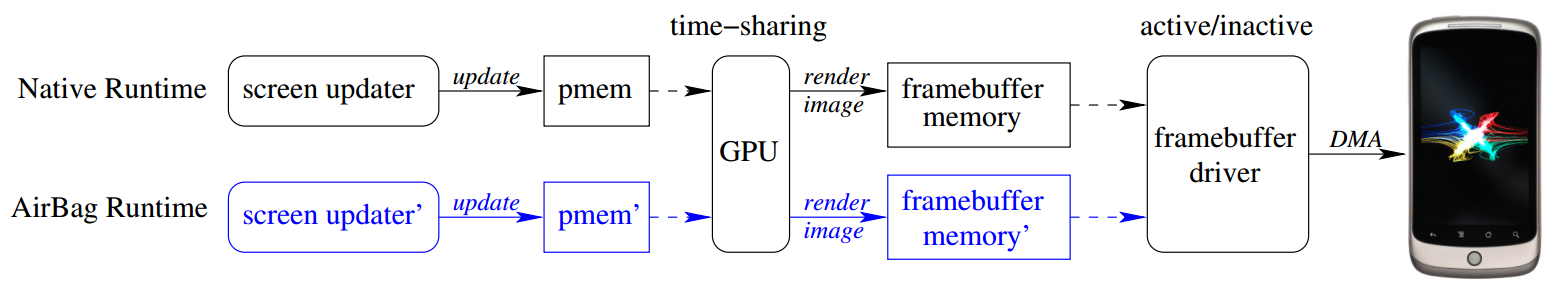 time−sharing
active/inactive
Native Runtime
screen updater
update
pmem
render
image
framebuffer
memory
GPU
framebuffer
driver
DMA
AirBag Runtime
screen updater’
update
pmem’
render
image
framebuffer
memory’